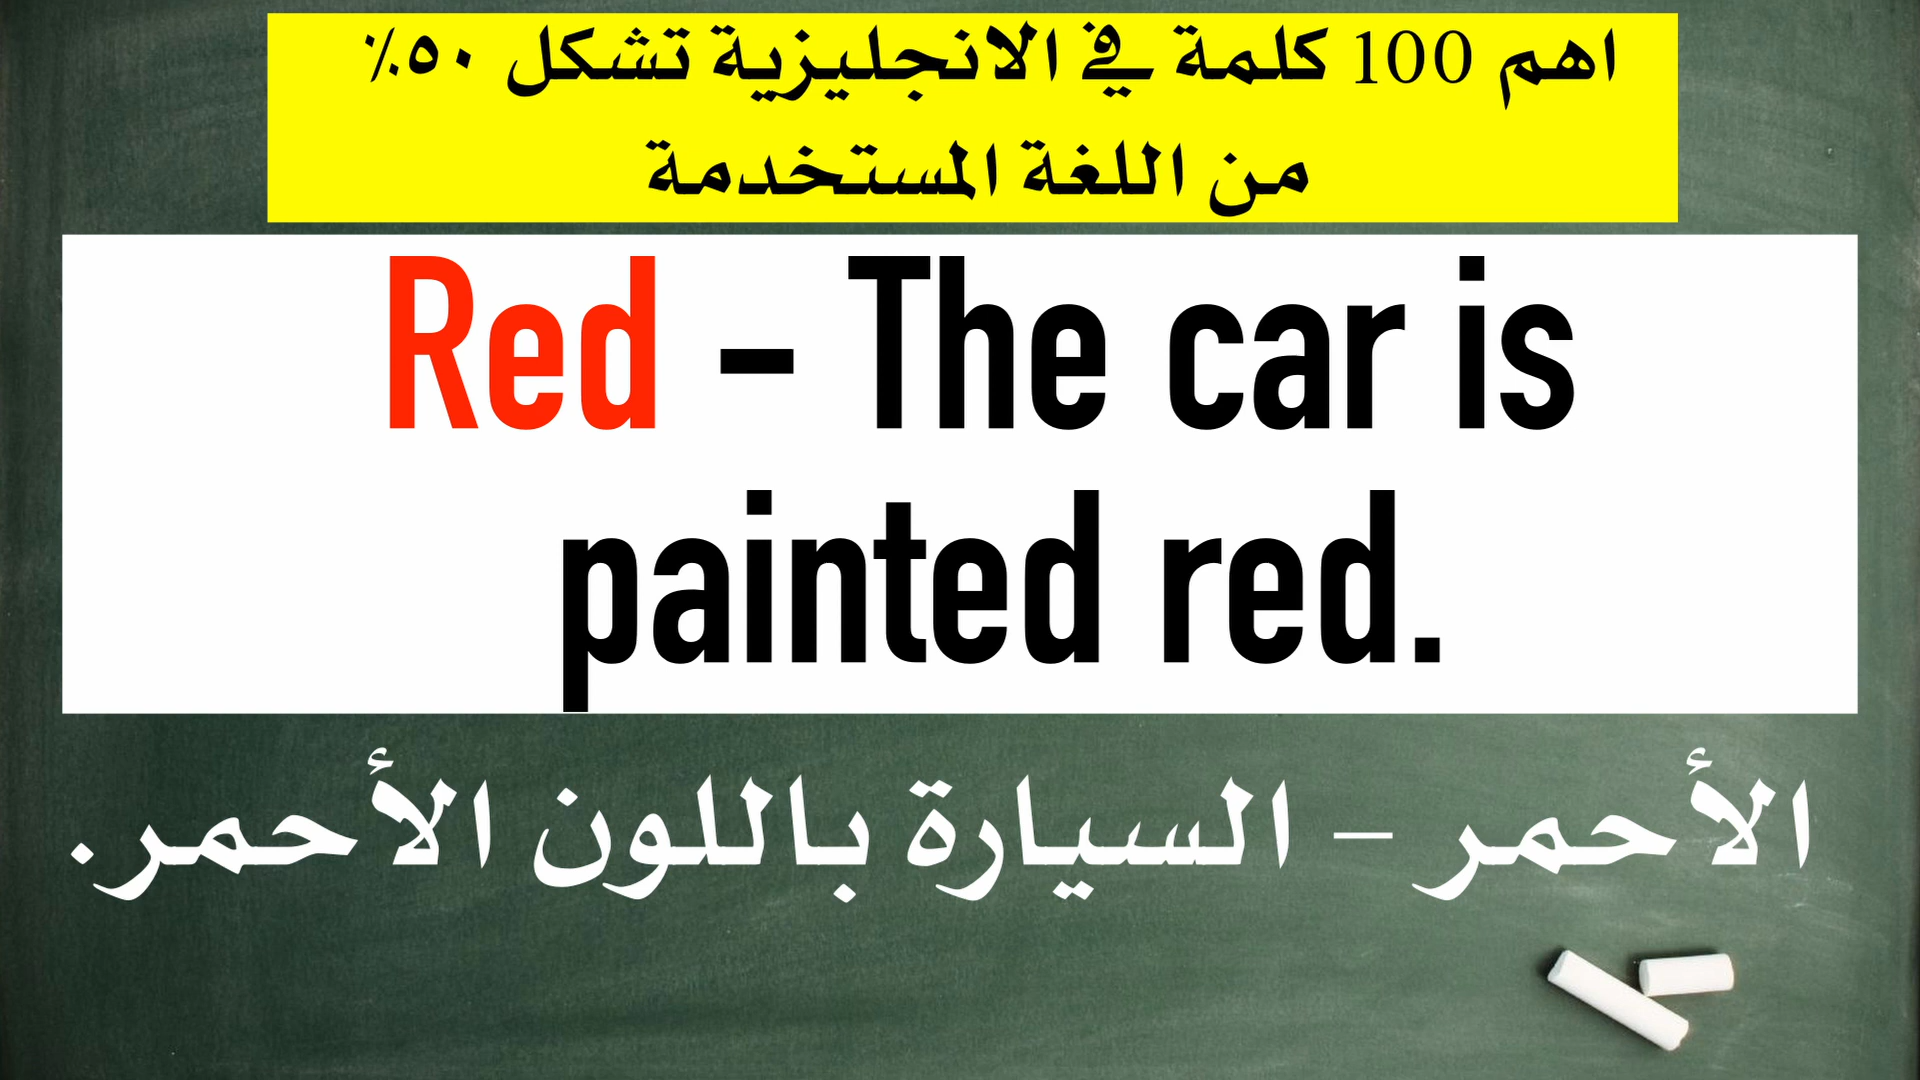 اهم 100 كلمة في الانجليزية تشكل ٥٠٪
من اللغة المستخدمة
Red – The car is
painted red.
الأحمر – السيارة باللون الأحمر.